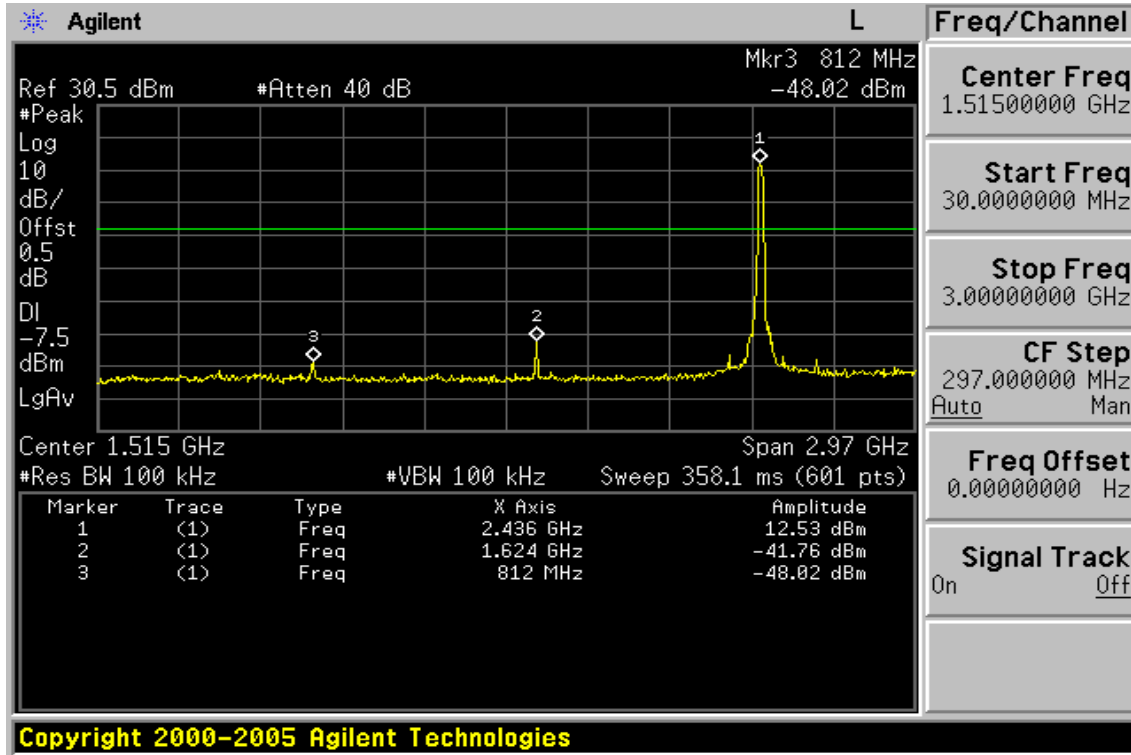 Agilent L
Mkr3 812 MHz
Ref 30.5 dBm #Atten 40 dB -48.02 dBm
#Peak
Log
10
dB/
Offst
0.5
dB
DI
-7.5
dBm
LgAv
1
2
3
Center 1.515 GHz Span 2.97 GHz
#Res BW 100 kHz #VBW 100 kHz Sweep 358.1 ms (601 pts)
Marker Trace Type X Axis Amplitude
1 (1) Freq 2.436 GHz 12.53 dBm
2 (1) Freq 1.624 GHz -41.76 dBm
3 (1) Freq 812 MHz -48.02 dBm
Copyright 2000-2005 Agilent Technologies
Freq/Channel
Center Freq
1.51500000 GHz
Start Freq
30.0000000 MHz
Stop Freq
3.00000000 GHz
CF Step
297.000000 MHz
Auto Man
Freq Offset
0.00000000 Hz
Signal Track
On Off